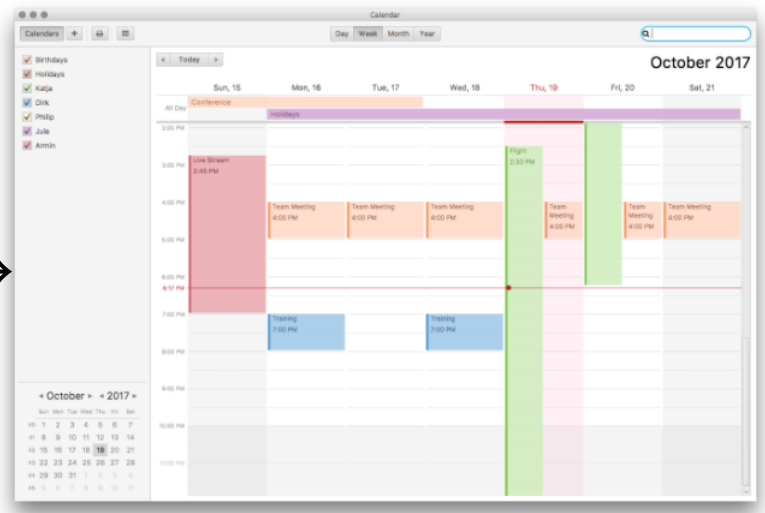 Calendar
Calendars + Day Week Month Year
Birthdays
Holidays
Katja
Dirk
Philip
Jule
Armin
< Today >
October 2017
Sun, 15 Mon, 16 Tue, 17 Wed, 18 Thu, 19 Fri, 20 Sat, 21
All Day
Conference
Holidays
2:00 PM
3:00 PM
4:00 PM
5:00 PM
6:00 PM
6:17 PM
7:00 PM
8:00 PM
9:00 PM
10:00 PM
11:00 PM
Live Stream
2:45 PM
Team Meeting
4:00 PM
Training
7:00 PM
Team Meeting
4:00 PM
Team Meeting
4:00 PM
Training
7:00 PM
Flight
2:30 PM
Team
Meeting
4:00 PM
Team
Meeting
4:00 PM
Team Meeting
4:00 PM
October 2017
Sun Mon Tue Wed Thu Fri Sat
40 1 2 3 4 5 6 7
41 8 9 10 11 12 13 14
42 15 16 17 18 19 20 21
43 22 23 24 25 26 27 28
44 29 30 31 1 2 3 4
45 5 6 7 8 9 10 11